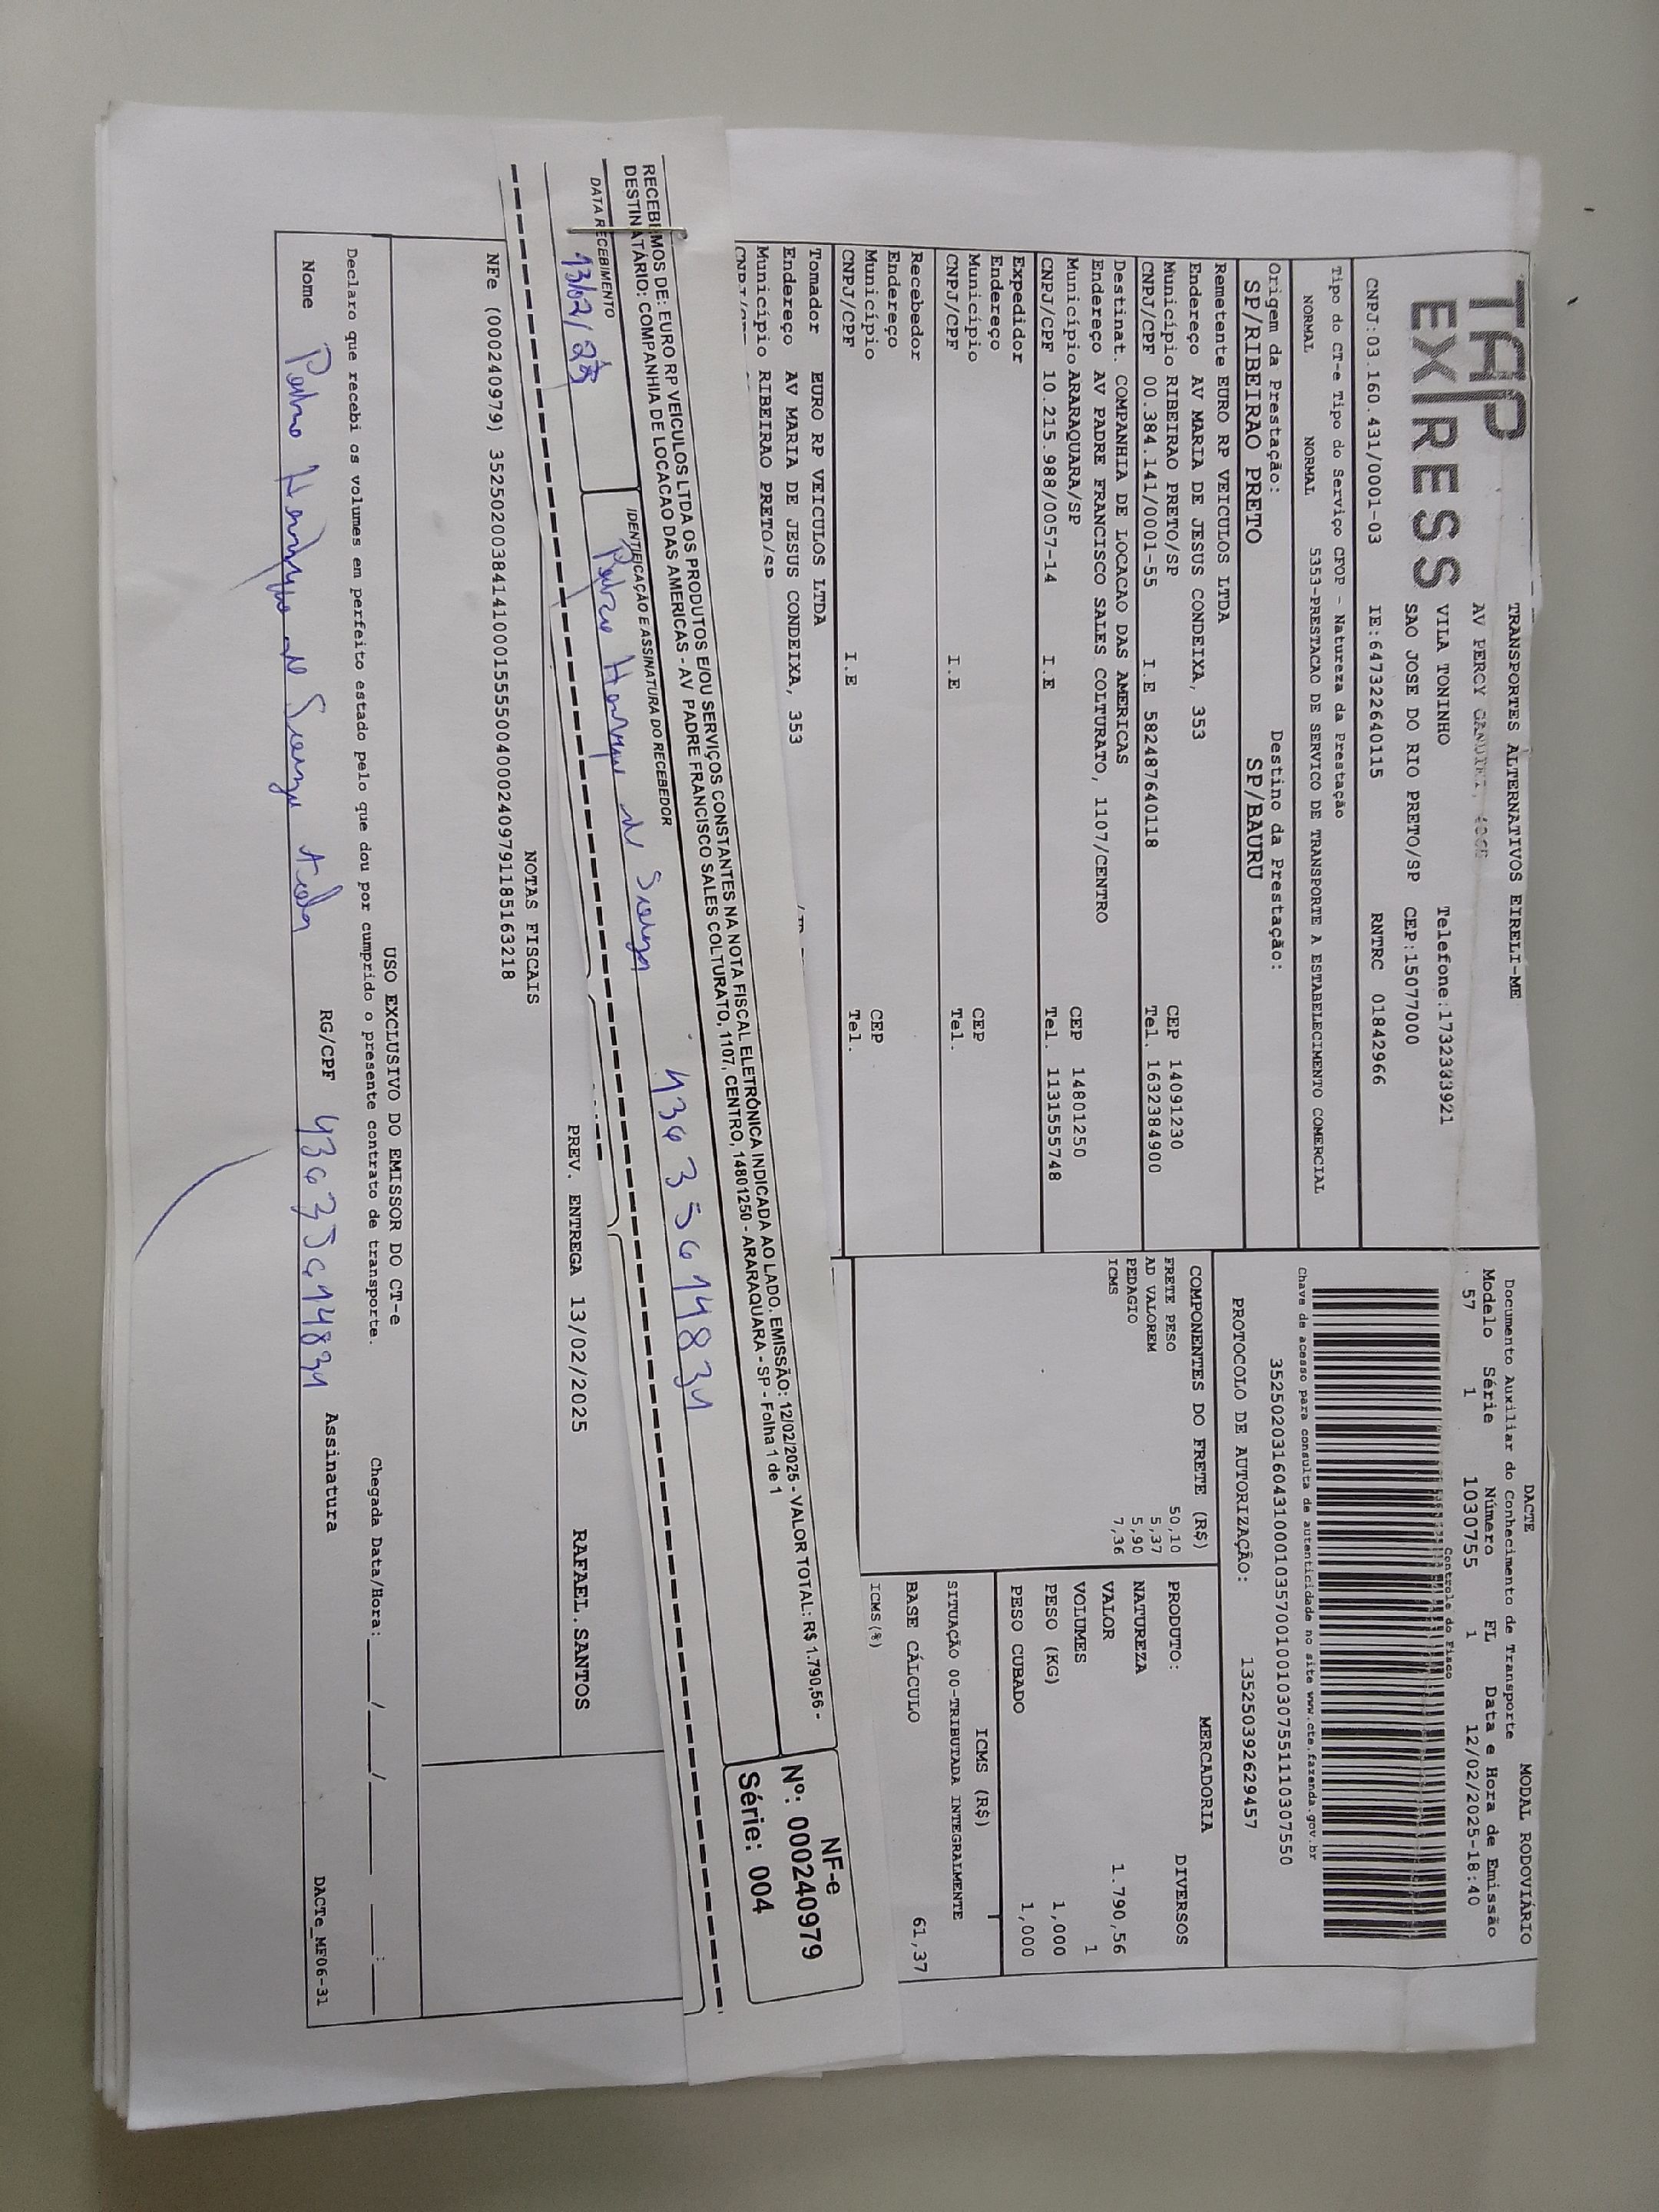 TAP
EXPRESS
TRANSPORTES ALTERNATIVOS EIRELI-ME
AV PERCY
VILA TONINHO Telefone:1732333921
SAO JOSE DO RIO PRETO/SP CEP:15077000
CNPJ:03.160.431/0001-03 IE:647322640115 RNTRC 01842966
Tipo do CT-e Tipo do Serviço CFOP - Natureza da Prestação
NORMAL NORMAL 5353-PRESTACAO DE SERVICO DE TRANSPORTE A ESTABELECIMENTO COMERCIAL
Origem da Prestação: Destino da Prestação:
SP/RIBEIRAO PRETO SP/BAURU
DACTE MODAL RODOVIÁRIO
Documento Auxiliar do Conhecimento de Transporte
Modelo Série Número FL Data e Hora de Emissão
57 1 1030755 1 12/02/2025-18:40
Controle do Fisco
Chave de acesso para consulta de autenticidade no site www.cte.fazenda.gov.br
35250203160431000103570010010307551110307550
PROTOCOLO DE AUTORIZAÇÃO: 135250392629457
Remetente EURO RP VEICULOS LTDA
Endereço AV MARIA DE JESUS CONDEIXA, 353
Município RIBEIRAO PRETO/SP CEP 14091230
CNPJ/CPF 00.384.141/0001-55 I.E 582487640118 Tel. 1632384900
Destinat. COMPANHIA DE LOCACAO DAS AMERICAS
Endereço AV PADRE FRANCISCO SALES COLTURATO, 1107/CENTRO
Município ARARAQUARA/SP CEP 14801250
CNPJ/CPF 10.215.988/0057-14 I.E Tel. 1131555748
Expedidor
Endereço
Município CEP
CNPJ/CPF I.E Tel.
Recebedor
Endereço
Município CEP
CNPJ/CPF I.E Tel.
Tomador EURO RP VEICULOS LTDA
Endereço AV MARIA DE JESUS CONDEIXA, 353
Município RIBEIRAO PRETO/SP
COMPONENTES DO FRETE (R$)
FRETE PESO 50,10
AD VALOREM 5,37
PEDAGIO 5,90
ICMS 7,36
MERCADORIA
PRODUTO: DIVERSOS
NATUREZA
VALOR 1.790,56
VOLUMES 1
PESO (KG) 1,000
PESO CUBADO 1,000
ICMS (R$)
SITUAÇÃO 00-TRIBUTADA INTEGRALMENTE
BASE CÁLCULO 61,37
ICMS (%)
RECEBEMOS DE: EURO RP VEICULOS LTDA OS PRODUTOS E/OU SERVIÇOS CONSTANTES NA NOTA FISCAL ELETRÔNICA INDICADA AO LADO. EMISSÃO: 12/02/2025 - VALOR TOTAL: R$ 1.790,56 -
DESTINATÁRIO: COMPANHIA DE LOCACAO DAS AMERICAS - AV PADRE FRANCISCO SALES COLTURATO, 1107, CENTRO, 14801250 - ARARAQUARA - SP - Folha 1 de 1
NF-e
Nº: 000240979
Série: 004
DATA RECEBIMENTO IDENTIFICAÇÃO E ASSINATURA DO RECEBEDOR
13/02/25 Pedro Henrique de Souza 43635614831
PREV. ENTREGA 13/02/2025 RAFAEL.SANTOS
NOTAS FISCAIS
NFe (000240979) 35250200384141000155550040002409791185163218
USO EXCLUSIVO DO EMISSOR DO CT-e
Declaro que recebi os volumes em perfeito estado pelo que dou por cumprido o presente contrato de transporte. Chegada Data/Hora: ___/___/______ ___:___
Nome Pedro Henrique de Souza RG/CPF 43635614831 Assinatura
DACTe_MF06-31